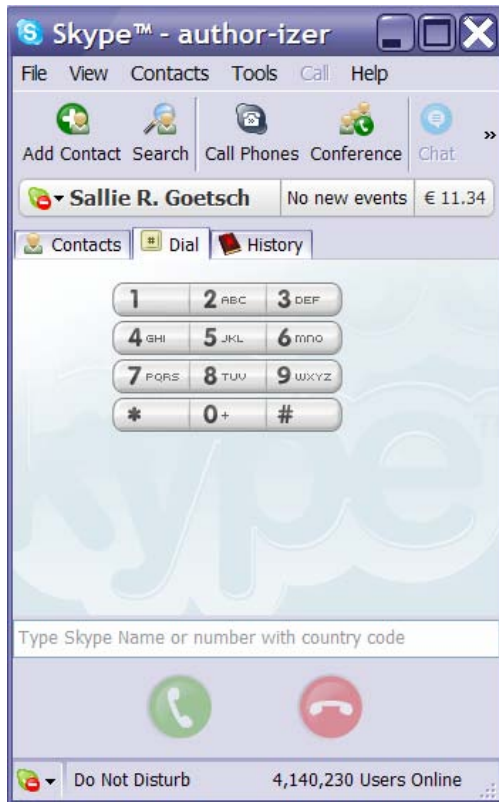 Skype™ - author-izer
File View Contacts Tools Call Help
Add Contact Search Call Phones Conference Chat »
Sallie R. Goetsch No new events € 11.34
Contacts Dial History
1 2 ABC 3 DEF
4 GHI 5 JKL 6 mno
7 PQRS 8 TUV 9 WXYZ
* 0+ #
Type Skype Name or number with country code
Do Not Disturb 4,140,230 Users Online